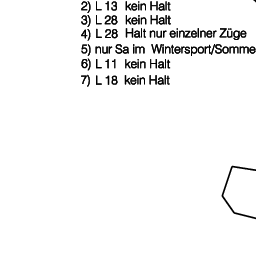 2) L 13 kein Halt
3) L 28 kein Halt
4) L 28 Halt nur einzelner Züge
5) nur Sa im Wintersport/Somme
6) L 11 kein Halt
7) L 18 kein Halt